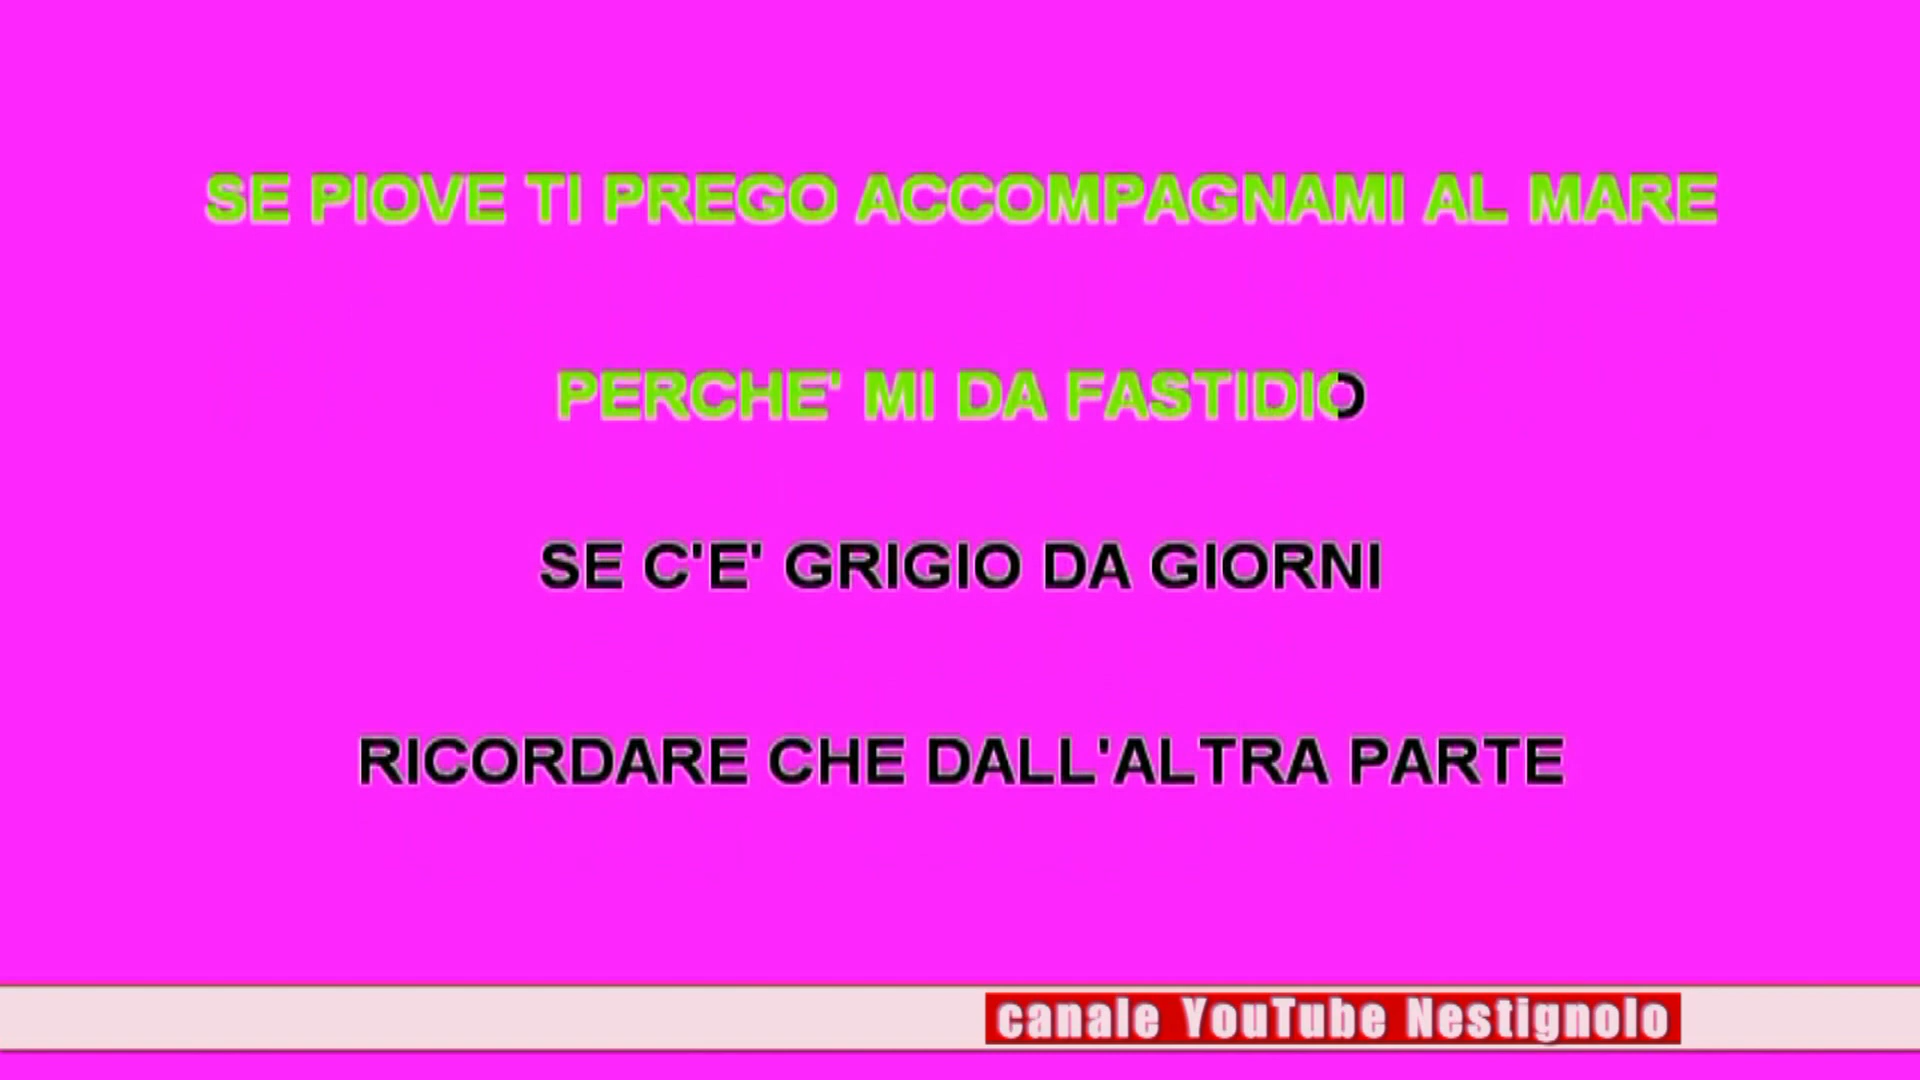 SE PIOVE TI PREGO ACCOMPAGNAMI AL MARE
PERCHE' MI DA FASTIDIO
SE C'E' GRIGIO DA GIORNI
RICORDARE CHE DALL'ALTRA PARTE
canale YouTube Nestignolo